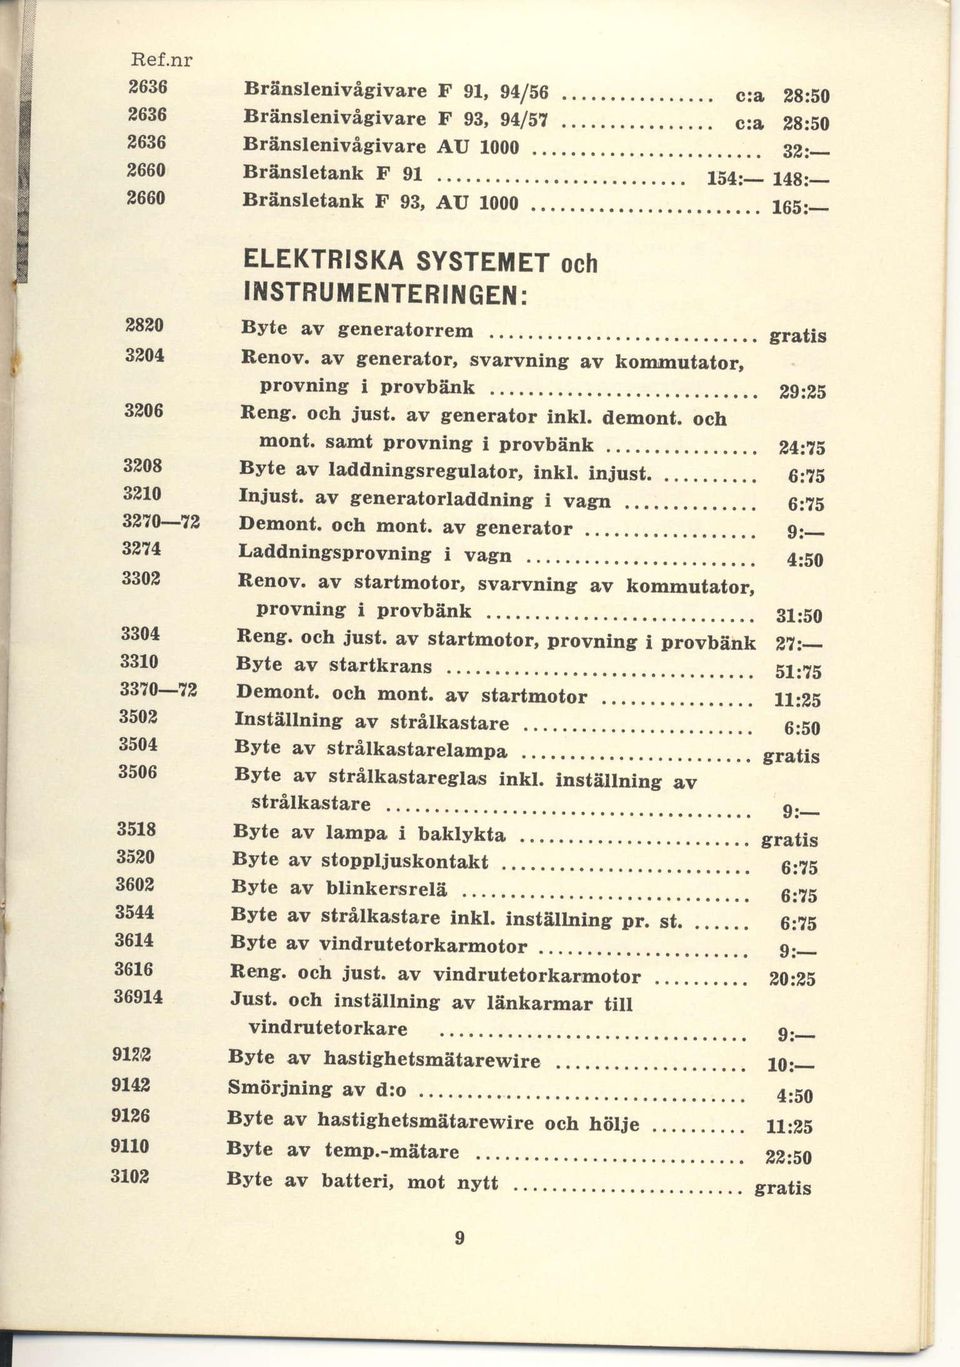 Ref.nr
2636 Bränslenivågivare F 91, 94/56 ................ c:a 28:50
2636 Bränslenivågivare F 93, 94/57 ................ c:a 28:50
2636 Bränslenivågivare AU 1000 ........................ 32:—
2660 Bränsletank F 91 .......................... 154:— 148:—
2660 Bränsletank F 93, AU 1000 ........................ 165:—
ELEKTRISKA SYSTEMET och
INSTRUMENTERINGEN:
2820 Byte av generatorrem ............................ gratis
3204 Renov. av generator, svarvning av kommutator,
provning i provbänk ............................ 29:25
3206 Reng. och just. av generator inkl. demont. och
mont. samt provning i provbänk ................ 24:75
3208 Byte av laddningsregulator, inkl. injust. .......... 6:75
3210 Injust. av generatorladdning i vagn .............. 6:75
3270—72 Demont. och mont. av generator .................. 9:—
3274 Laddningsprovning i vagn ........................ 4:50
3302 Renov. av startmotor, svarvning av kommutator,
provning i provbänk ............................ 31:50
3304 Reng. och just. av startmotor, provning i provbänk 27:—
3310 Byte av startkrans ................................ 51:75
3370—72 Demont. och mont. av startmotor ................ 11:25
3502 Inställning av strålkastare ........................ 6:50
3504 Byte av strålkastarelampa ........................ gratis
3506 Byte av strålkastareglas inkl. inställning av
strålkastare ...................................... 9:—
3518 Byte av lampa i baklykta ........................ gratis
3520 Byte av stoppljuskontakt .......................... 6:75
3602 Byte av blinkersrelä .............................. 6:75
3544 Byte av strålkastare inkl. inställning pr. st. ...... 6:75
3614 Byte av vindrutetorkarmotor ...................... 9:—
3616 Reng. och just. av vindrutetorkarmotor .......... 20:25
36914 Just. och inställning av länkarmar till
vindrutetorkare ................................ 9:—
9122 Byte av hastighetsmätarewire .................... 10:—
9142 Smörjning av d:o .................................. 4:50
9126 Byte av hastighetsmätarewire och hölje .......... 11:25
9110 Byte av temp.-mätare ............................ 22:50
3102 Byte av batteri, mot nytt ........................ gratis
9